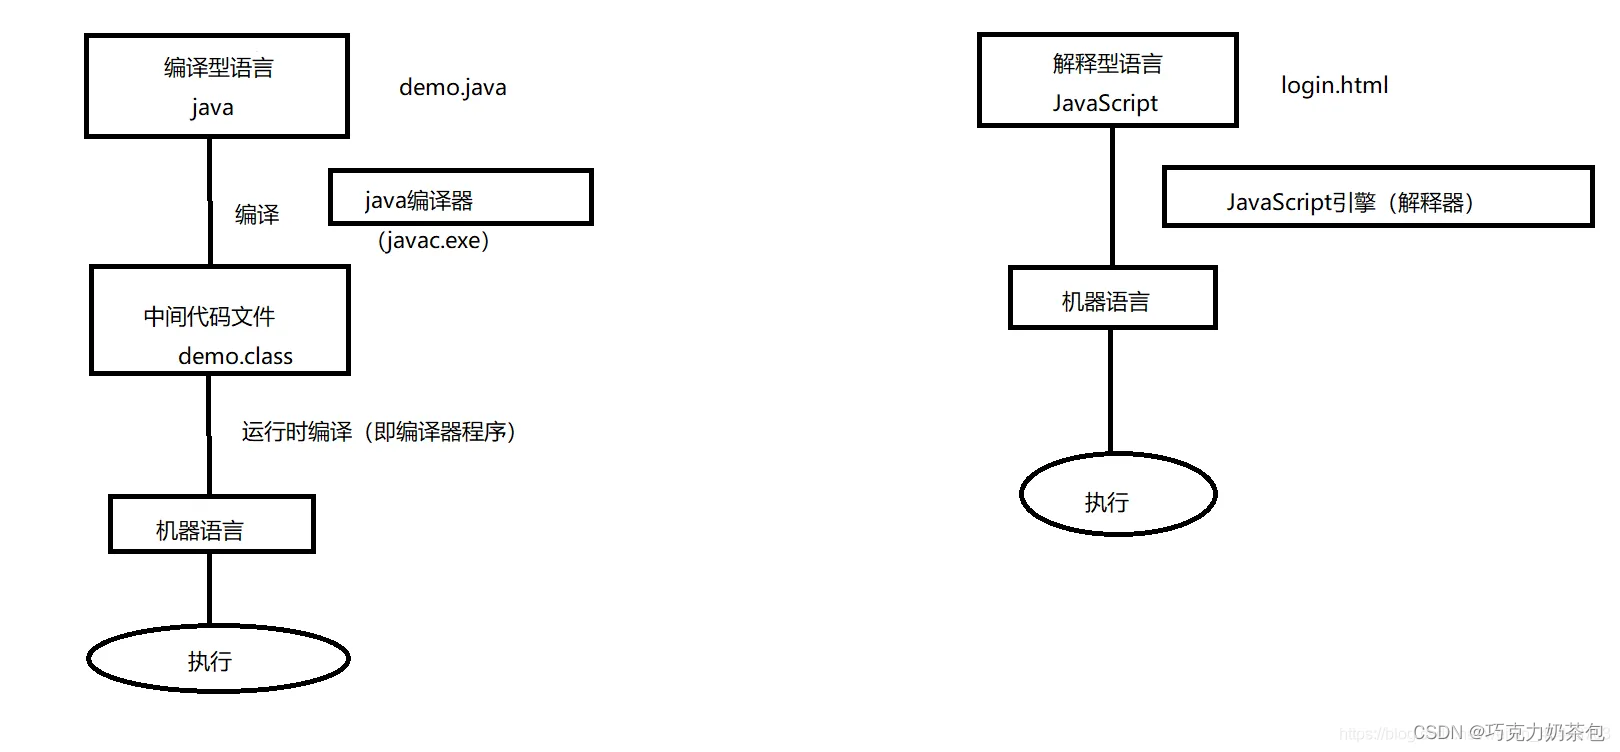 编译型语言
java
demo.java
编译
java编译器
（javac.exe）
中间代码文件
demo.class
运行时编译（即编译器程序）
机器语言
执行
解释型语言
JavaScript
login.html
JavaScript引擎（解释器）
机器语言
执行
CSDN @巧克力奶茶包